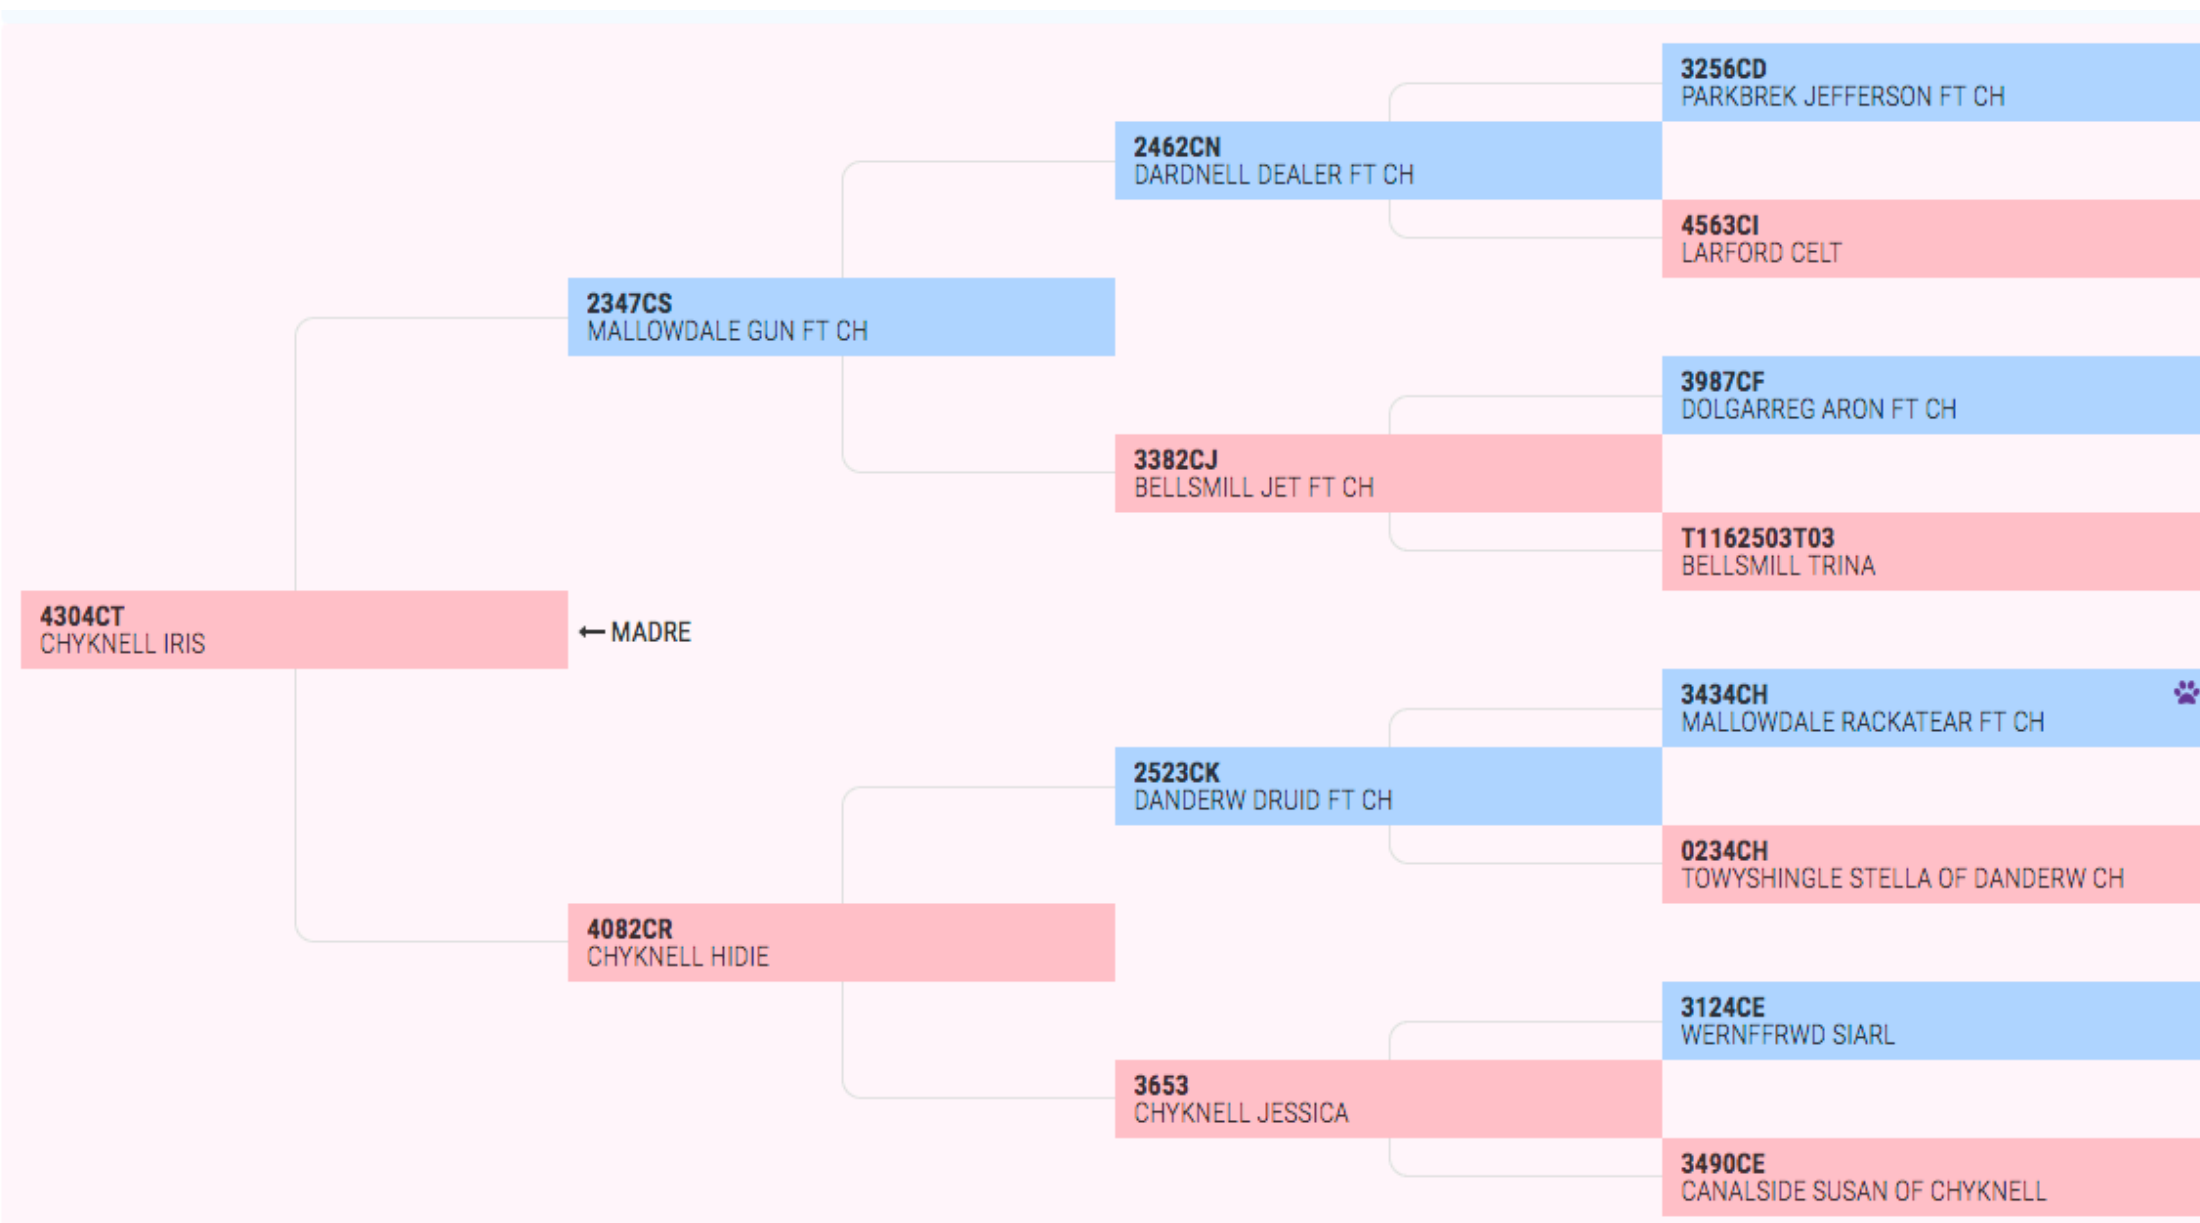 3256CD
PARKBREK JEFFERSON FT CH
2462CN
DARDNELL DEALER FT CH
4563CI
LARFORD CELT
2347CS
MALLOWDALE GUN FT CH
3987CF
DOLGARREG ARON FT CH
3382CJ
BELLSMILL JET FT CH
T1162503T03
BELLSMILL TRINA
4304CT
CHYKNELL IRIS
← MADRE
3434CH
MALLOWDALE RACKATEAR FT CH
2523CK
DANDERW DRUID FT CH
0234CH
TOWYSHINGLE STELLA OF DANDERW CH
4082CR
CHYKNELL HIDIE
3124CE
WERNFFRWD SIARL
3653
CHYKNELL JESSICA
3490CE
CANALSIDE SUSAN OF CHYKNELL